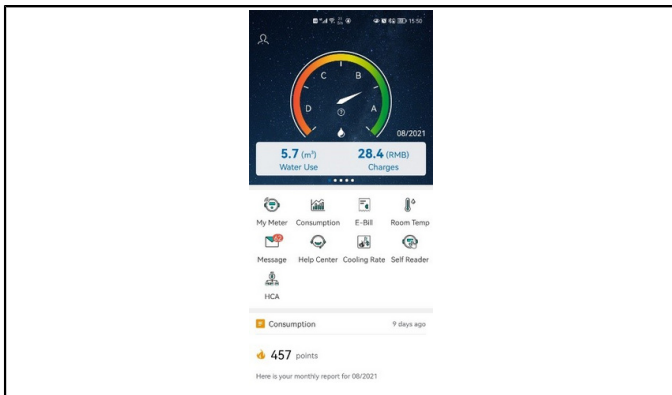 15:50
C B
D A
08/2021
5.7 (m³) 28.4 (RMB)
Water Use Charges
My Meter Consumption E-Bill Room Temp
Message Help Center Cooling Rate Self Reader
HCA
Consumption 9 days ago
457 points
Here is your monthly report for 08/2021